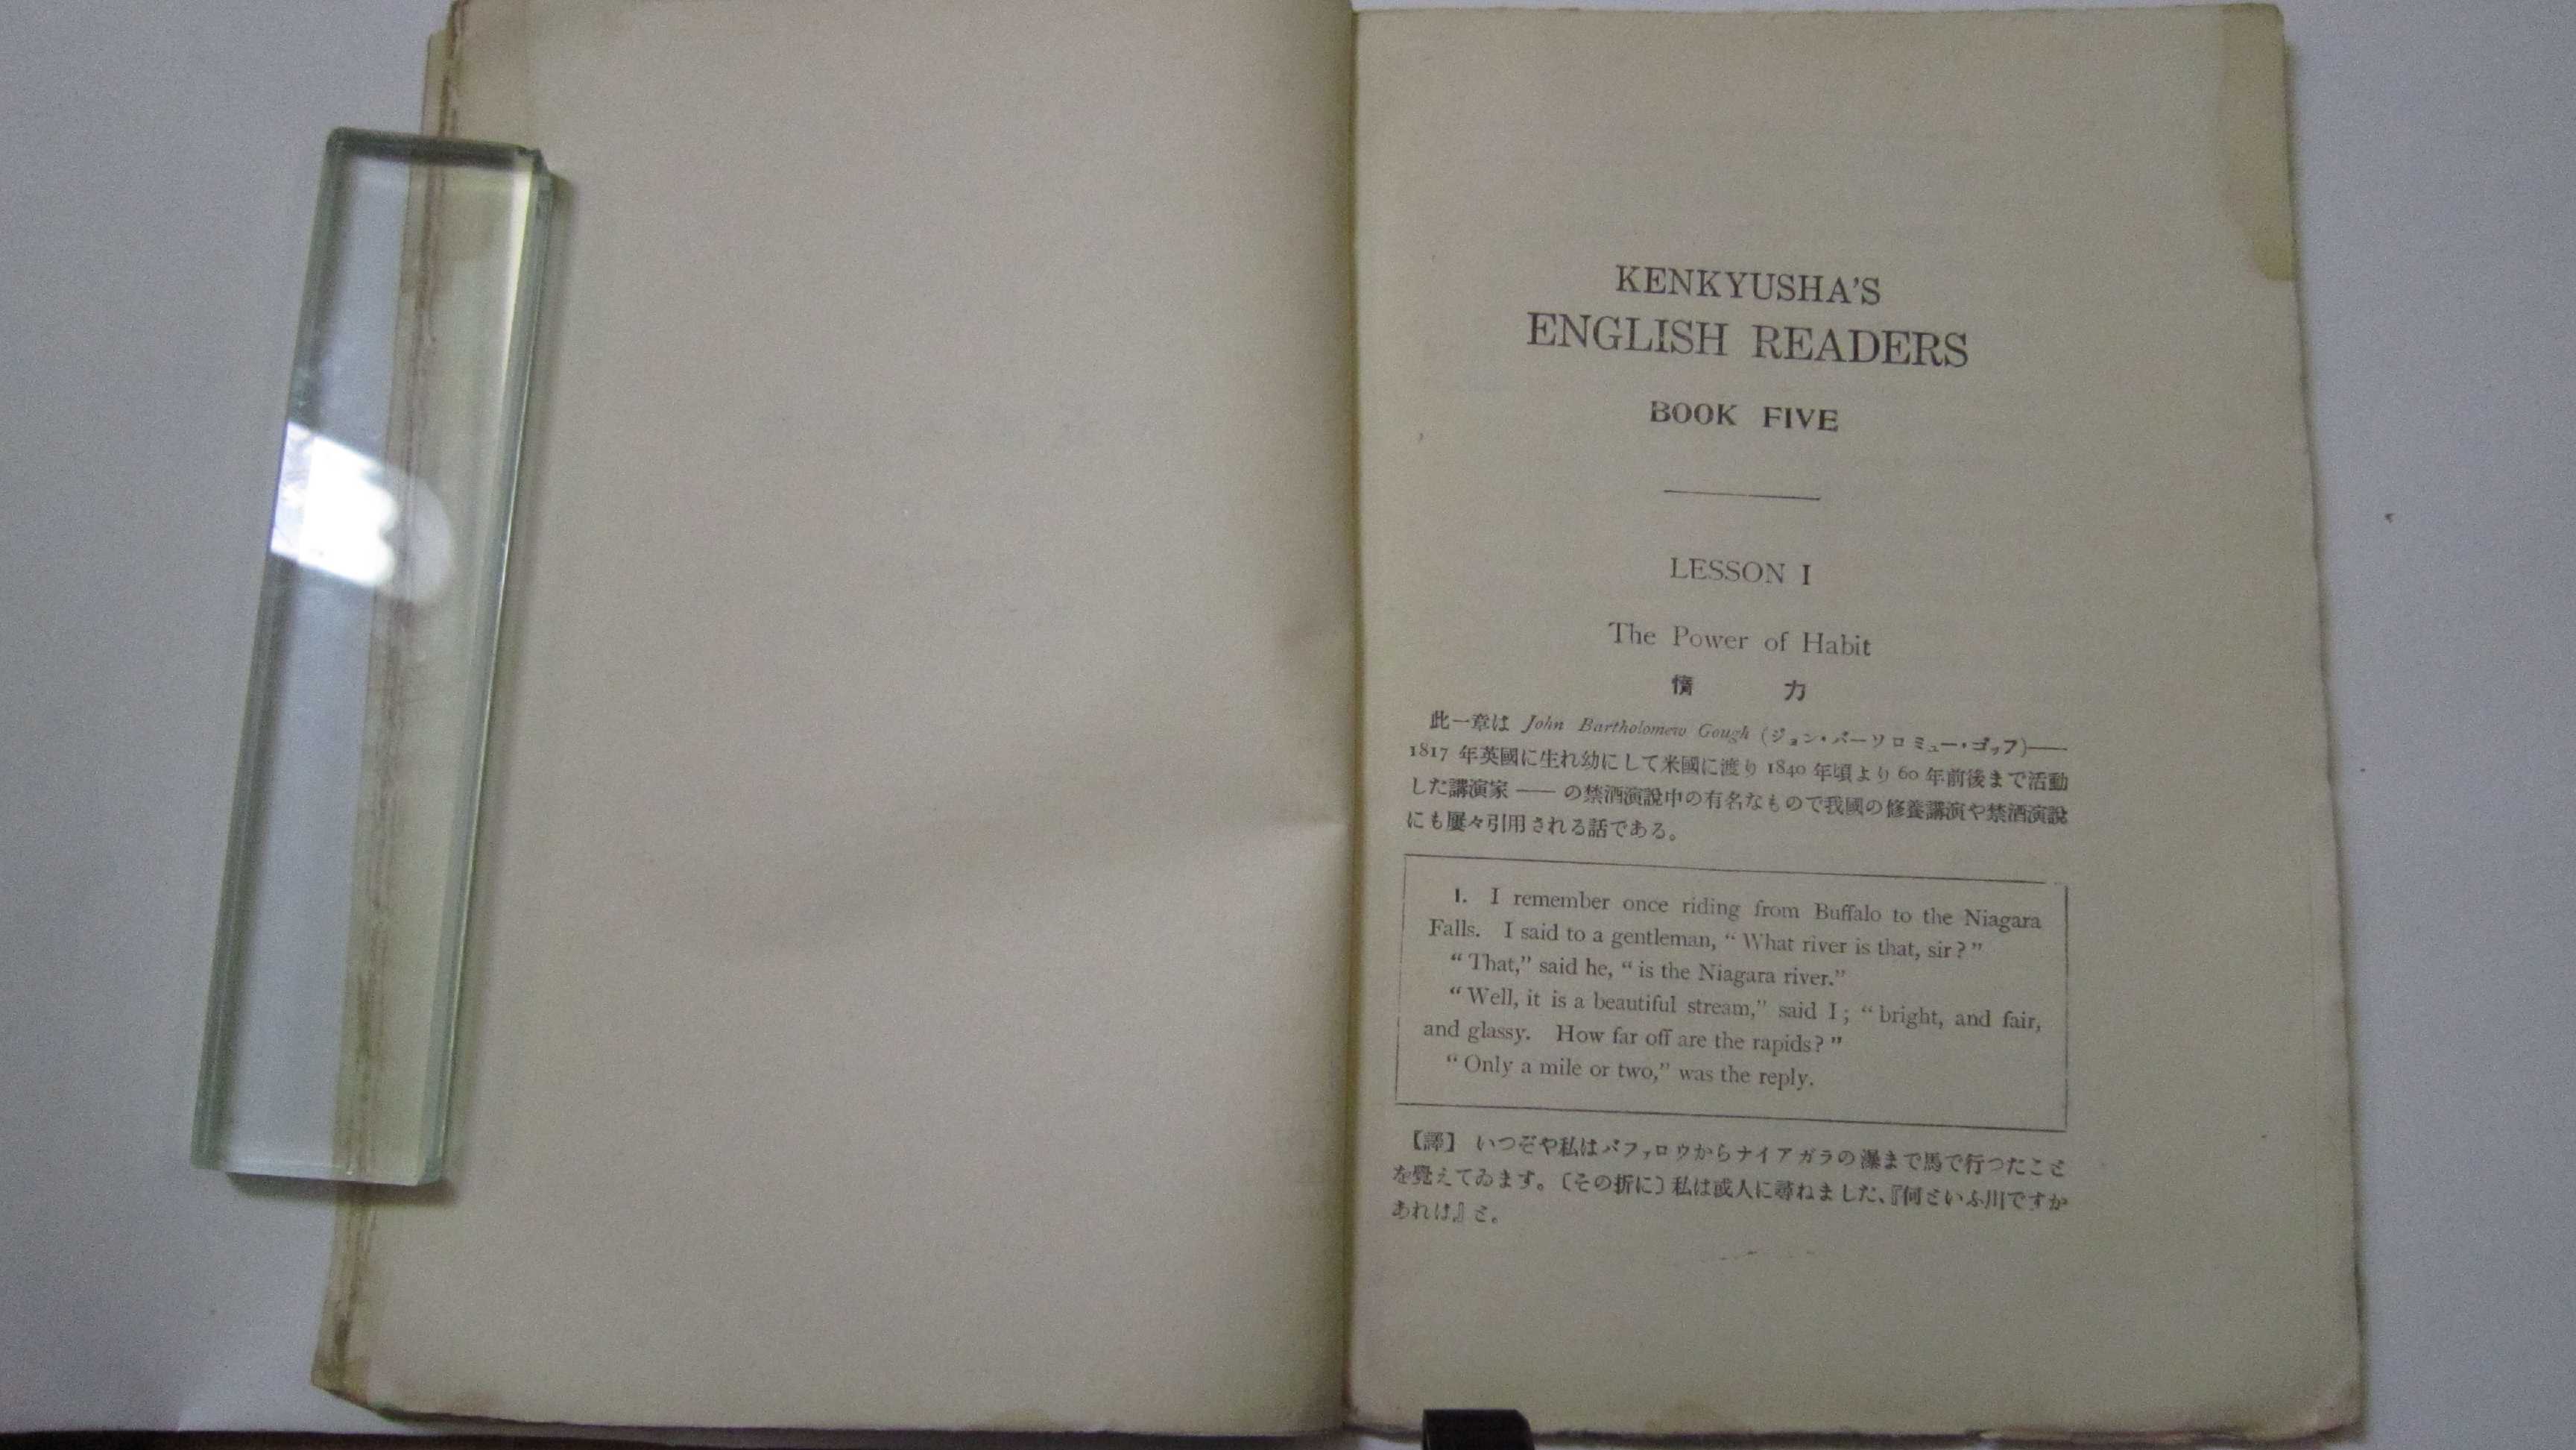 KENKYUSHA'S
ENGLISH READERS
BOOK FIVE
LESSON I
The Power of Habit
惰 力
此一章は John Bartholomew Gough (ジョン・バーソロミュー・ゴッフ)——
1817 年英國に生れ幼にして米國に渡り 1840 年頃より 60 年前後まで活動
した講演家 —— の禁酒演說中の有名なもので我國の修養講演や禁酒演說
にも屢々引用される話である。
1. I remember once riding from Buffalo to the Niagara
Falls. I said to a gentleman, “ What river is that, sir ? ”
“ That,” said he, “ is the Niagara river.”
“ Well, it is a beautiful stream,” said I ; “ bright, and fair,
and glassy. How far off are the rapids ? ”
“ Only a mile or two,” was the reply.
【譯】 いつぞや私はバファロウからナイアガラの瀑まで馬で行つたこと
を覺えてゐます。〔その折に〕私は或人に尋ねました、『何といふ川ですか
あれは』と。